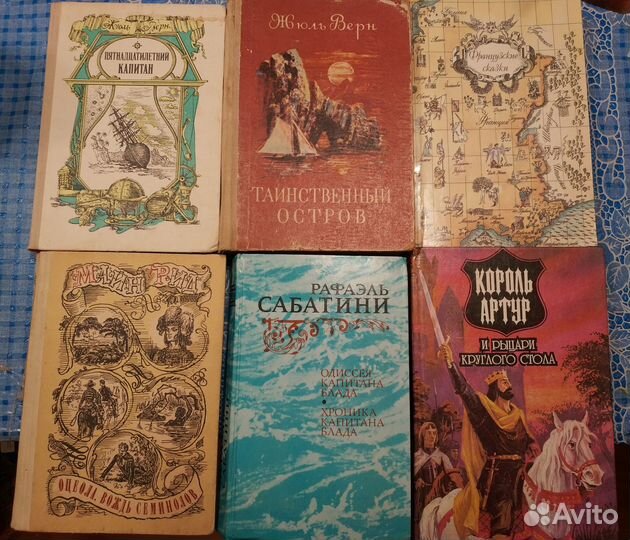 Жюль Верн
ПЯТНАДЦАТИЛЕТНИЙ
КАПИТАН
Жюль Верн
ТАИНСТВЕННЫЙ
ОСТРОВ
Французские
сказки
Франция
МАЙН РИД
ОЦЕОЛА, ВОЖДЬ СЕМИНОЛОВ
РАФАЭЛЬ
САБАТИНИ
ОДИССЕЯ
КАПИТАНА
БЛАДА
ХРОНИКА
КАПИТАНА
БЛАДА
КОРОЛЬ
АРТУР
И РЫЦАРИ
КРУГЛОГО СТОЛА
Avito